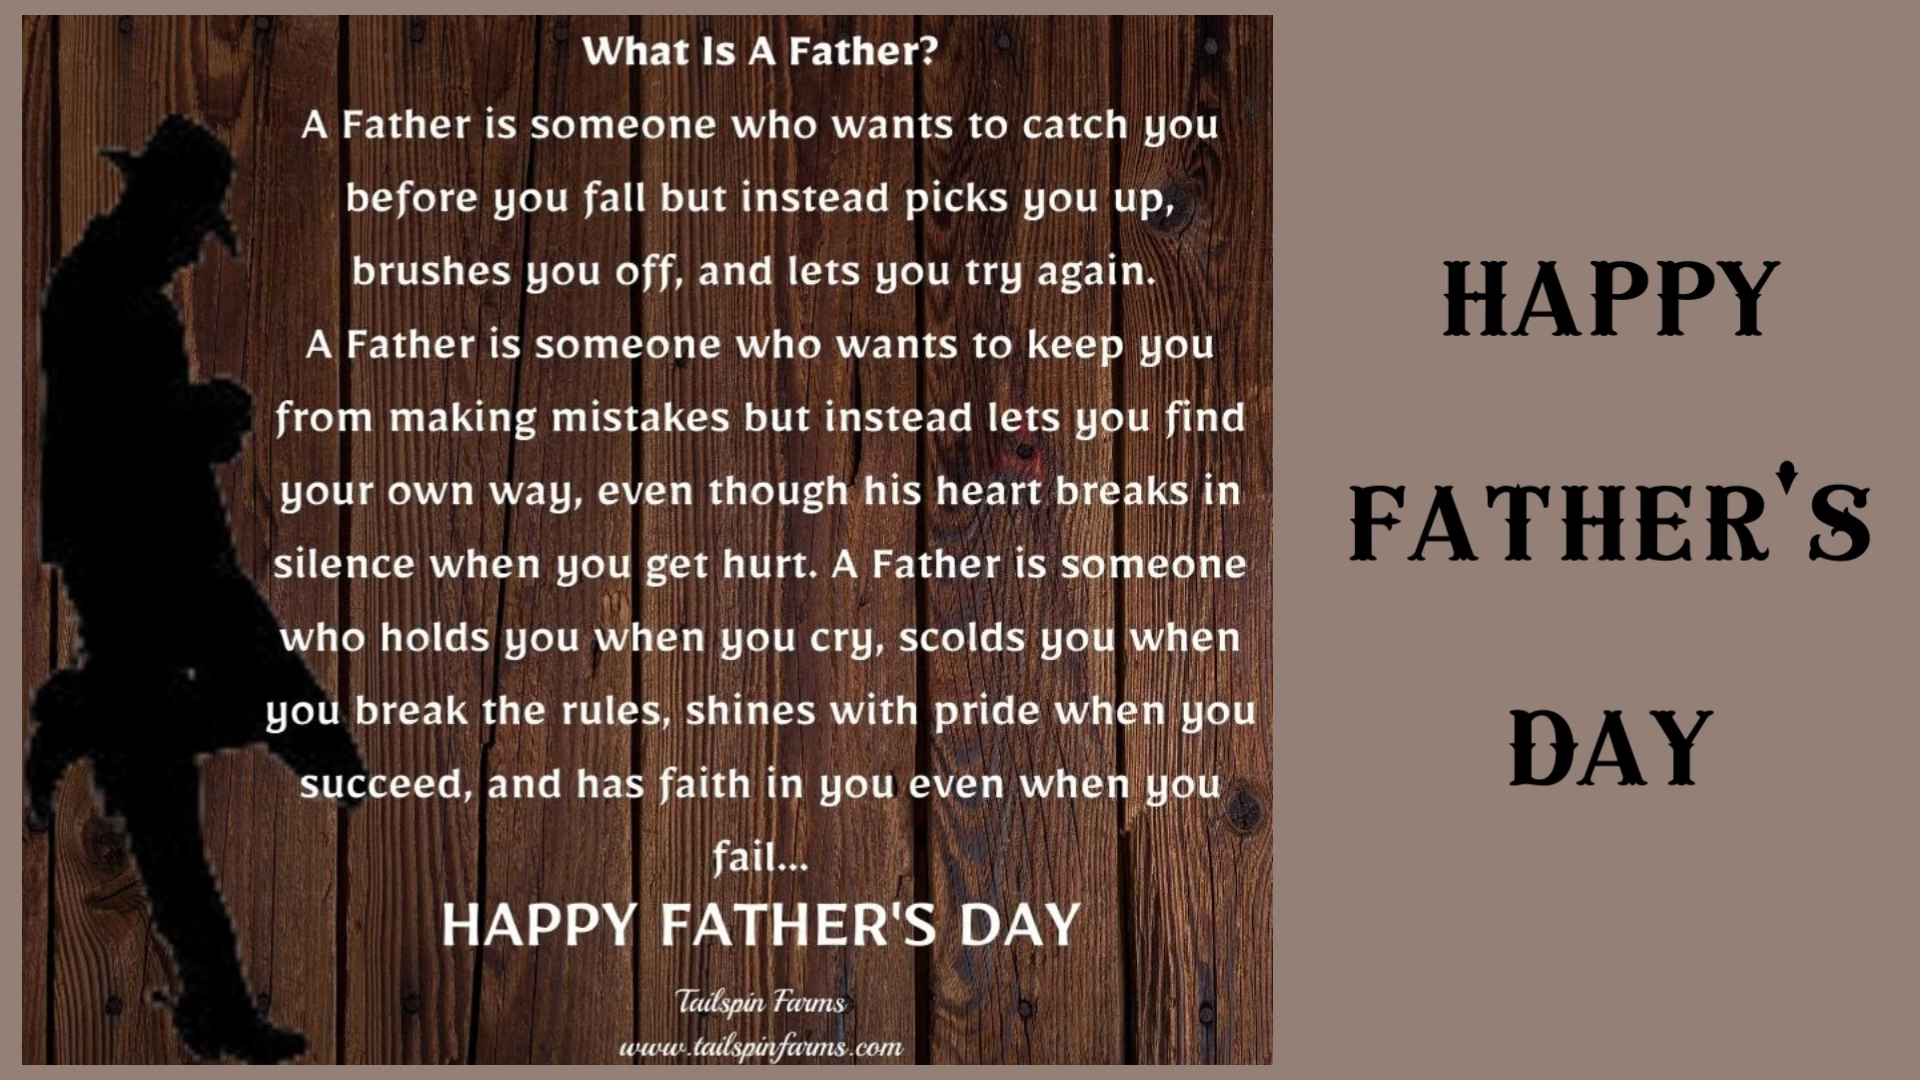 What Is A Father?
A Father is someone who wants to catch you
before you fall but instead picks you up,
brushes you off, and lets you try again.
A Father is someone who wants to keep you
from making mistakes but instead lets you find
your own way, even though his heart breaks in
silence when you get hurt. A Father is someone
who holds you when you cry, scolds you when
you break the rules, shines with pride when you
succeed, and has faith in you even when you
fail...
HAPPY FATHER'S DAY
Tailspin Farms
www.tailspinfarms.com
HAPPY
FATHER'S
DAY